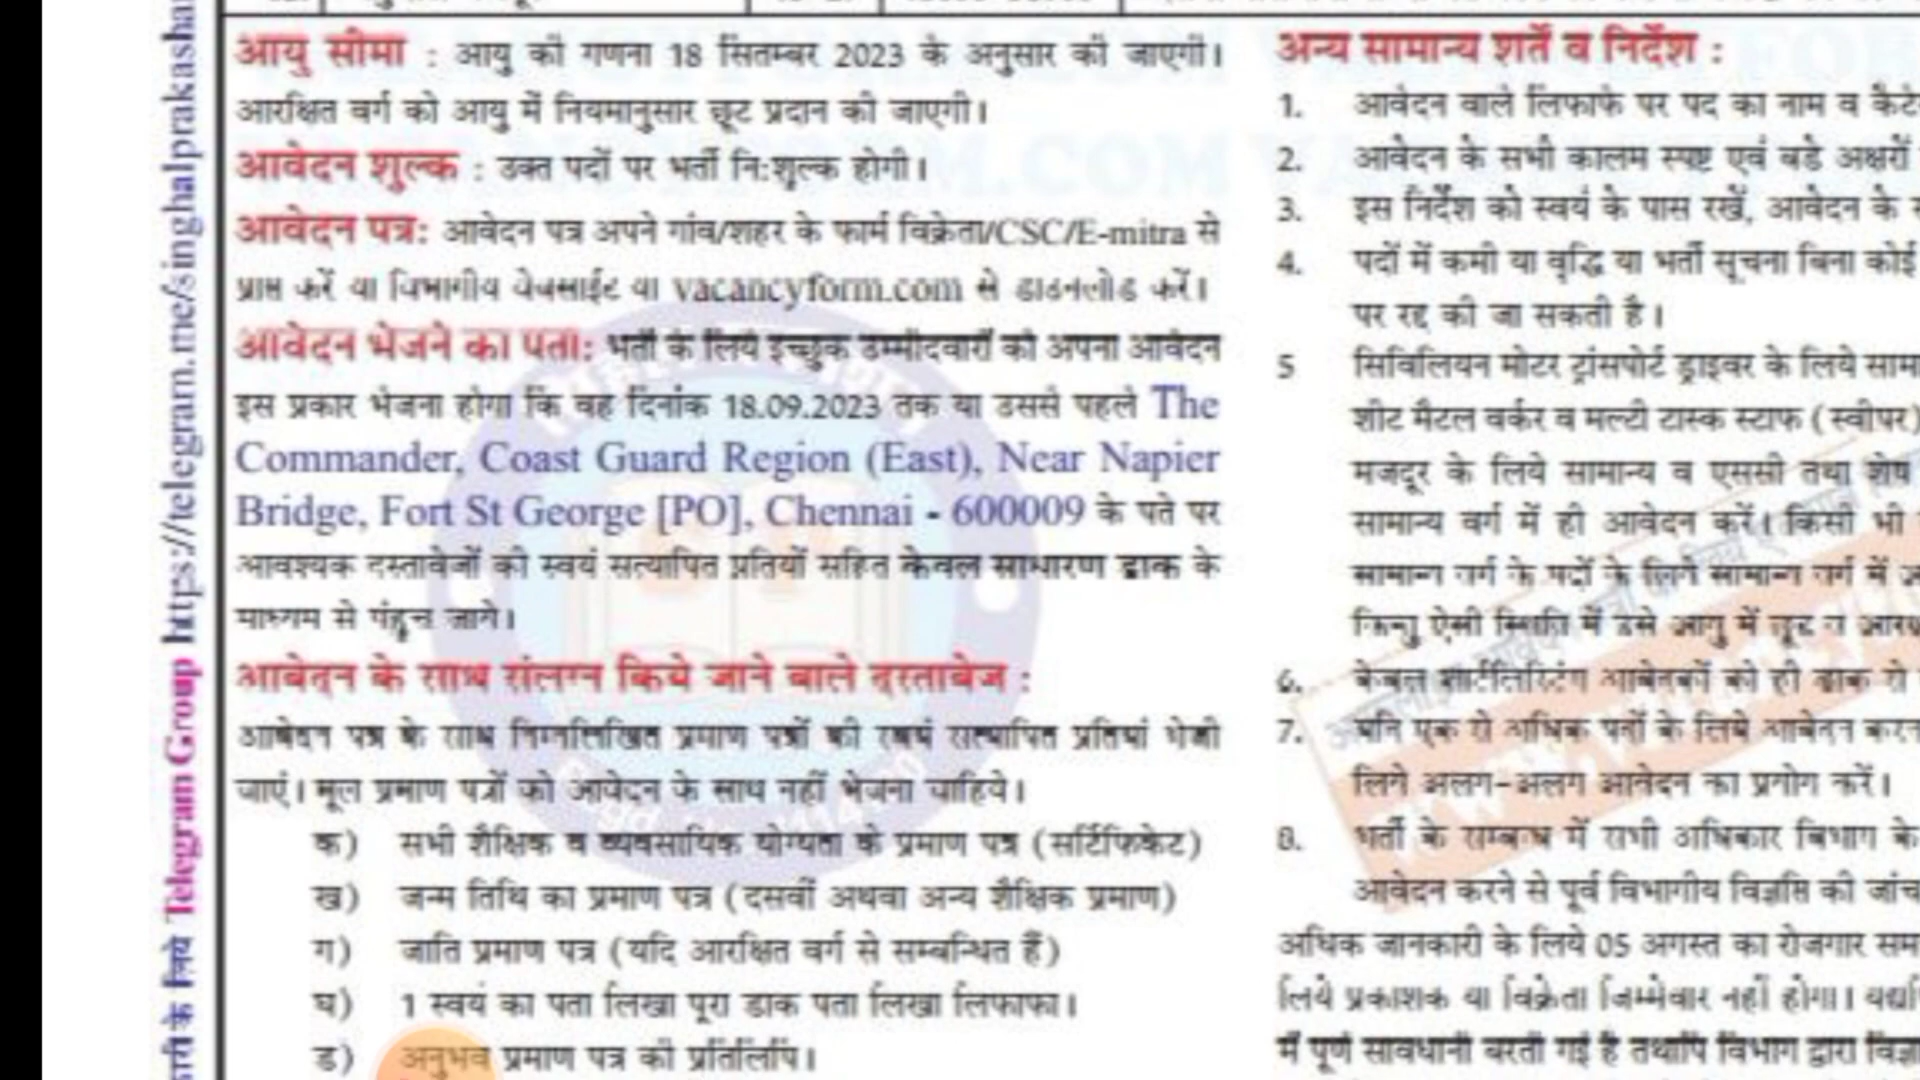 आयु सीमा : आयु की गणना 18 सितम्बर 2023 के अनुसार की जाएगी।
आरक्षित वर्ग को आयु में नियमानुसार छूट प्रदान की जाएगी।
आवेदन शुल्क : उक्त पदों पर भर्ती नि:शुल्क होगी।
आवेदन पत्र: आवेदन पत्र अपने गांव/शहर के फार्म विक्रेता/CSC/E-mitra से
प्राप्त करें या विभागीय वेबसाईट या vacancyform.com से डाउनलोड करें।
आवेदन भेजने का पता: भर्ती के लिये इच्छुक उम्मीदवारों को अपना आवेदन
इस प्रकार भेजना होगा कि वह दिनांक 18.09.2023 तक या उससे पहले The
Commander, Coast Guard Region (East), Near Napier
Bridge, Fort St George [PO], Chennai - 600009 के पते पर
आवश्यक दस्तावेजों की स्वयं सत्यापित प्रतियों सहित केवल साधारण डाक के
माध्यम से पंहुच जाये।
आवेदन के साथ संलग्न किये जाने वाले दस्तावेज :
आवेदन पत्र के साथ निम्नलिखित प्रमाण पत्रों की स्वयं सत्यापित प्रतियां भेजी
जाएं। मूल प्रमाण पत्रों को आवेदन के साथ नहीं भेजना चाहिये।
क) सभी शैक्षिक व व्यवसायिक योग्यता के प्रमाण पत्र (सर्टिफिकेट)
ख) जन्म तिथि का प्रमाण पत्र (दसवीं अथवा अन्य शैक्षिक प्रमाण)
ग) जाति प्रमाण पत्र (यदि आरक्षित वर्ग से सम्बन्धित हैं)
घ) 1 स्वयं का पता लिखा पूरा डाक पता लिखा लिफाफा।
ड) अनुभव प्रमाण पत्र की प्रतिलिपि।
अन्य सामान्य शर्ते व निर्देश :
1. आवेदन वाले लिफाफे पर पद का नाम व
2. आवेदन के सभी कालम स्पष्ट एवं बडे अक्षरों
3. इस निर्देश को स्वयं के पास रखें, आवेदन के
4. पदों में कमी या वृद्धि या भर्ती सूचना बिना कोई
पर रद्द की जा सकती है।
5 सिविलियन मोटर ट्रांसपोर्ट ड्राइवर के लिये
शीट मैटल वर्कर व मल्टी टास्क स्टाफ (स्वीपर)
मजदूर के लिये सामान्य व एससी तथा शेष
सामान्य वर्ग में ही आवेदन करें। किसी भी
सामान्य वर्ग के पदों के लिये सामान्य वर्ग में
किन्तु ऐसी स्थिति में उसे आयु में छूट व
6. केवल शार्टलिस्टिंग आवेदकों को ही डाक से
7. यदि एक से अधिक पदों के लिये आवेदन
लिये अलग-अलग आवेदन का प्रयोग करें।
8. भर्ती के सम्बन्ध में सभी अधिकार विभाग के
आवेदन करने से पूर्व विभागीय विज्ञप्ति की
अधिक जानकारी के लिये 05 अगस्त का रोजगार
लिये प्रकाशक या विक्रेता जिम्मेवार नहीं होगा।
में पूर्ण सावधानी बरती गई है तथापि विभाग द्वारा
के लिये Telegram Group https://telegram.me/singhalprakashan